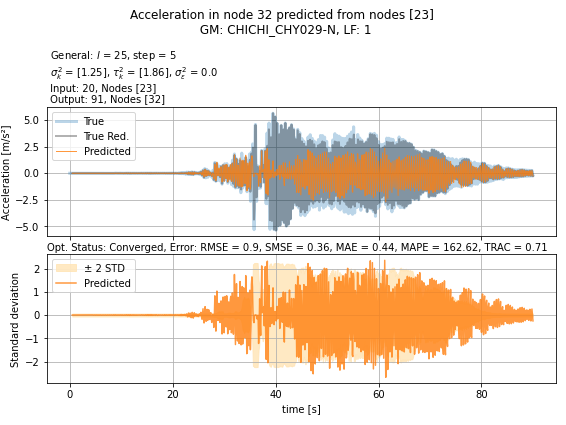 Acceleration in node 32 predicted from nodes [23]
GM: CHICHI_CHY029-N, LF: 1
General: l = 25, step = 5
σ²ₖ = [1.25], τ²ₖ = [1.86], σ²ε = 0.0
Input: 20, Nodes [23]
Output: 91, Nodes [32]
Acceleration [m/s²]
5.0
2.5
0.0
−2.5
−5.0
True
True Red.
Predicted
Opt. Status: Converged, Error: RMSE = 0.9, SMSE = 0.36, MAE = 0.44, MAPE = 162.62, TRAC = 0.71
Standard deviation
2
1
0
−1
−2
± 2 STD
Predicted
0
20
40
60
80
time [s]